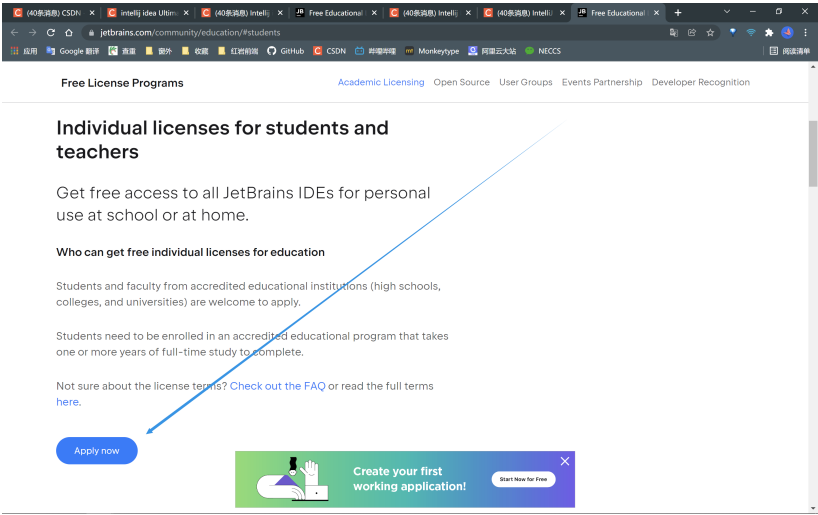 (40条消息) CSDN
intellij idea Ultim
(40条消息) Intellij
Free Educational
(40条消息) Intellij
(40条消息) Intelli
Free Educational
jetbrains.com/community/education/#students
应用
Google 翻译
查重
额外
收藏
红岩前端
GitHub
CSDN
哔哩哔哩
Monkeytype
阿里云大站
NECCS
阅读清单
Free License Programs
Academic Licensing Open Source User Groups Events Partnership Developer Recognition
Individual licenses for students and
teachers
Get free access to all JetBrains IDEs for personal
use at school or at home.
Who can get free individual licenses for education
Students and faculty from accredited educational institutions (high schools,
colleges, and universities) are welcome to apply.
Students need to be enrolled in an accredited educational program that takes
one or more years of full-time study to complete.
Not sure about the license terms? Check out the FAQ or read the full terms
here.
Apply now
Create your first
working application!
Start Now for Free